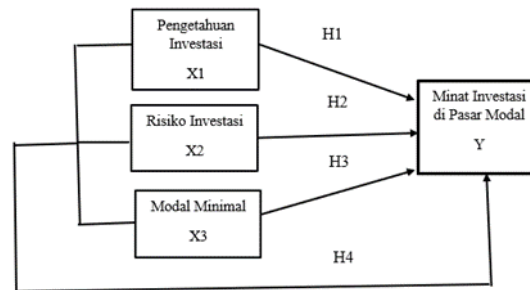 Pengetahuan
Investasi
X1
H1
H2
Risiko Investasi
X2
Minat Investasi
di Pasar Modal
Y
H3
Modal Minimal
X3
H4